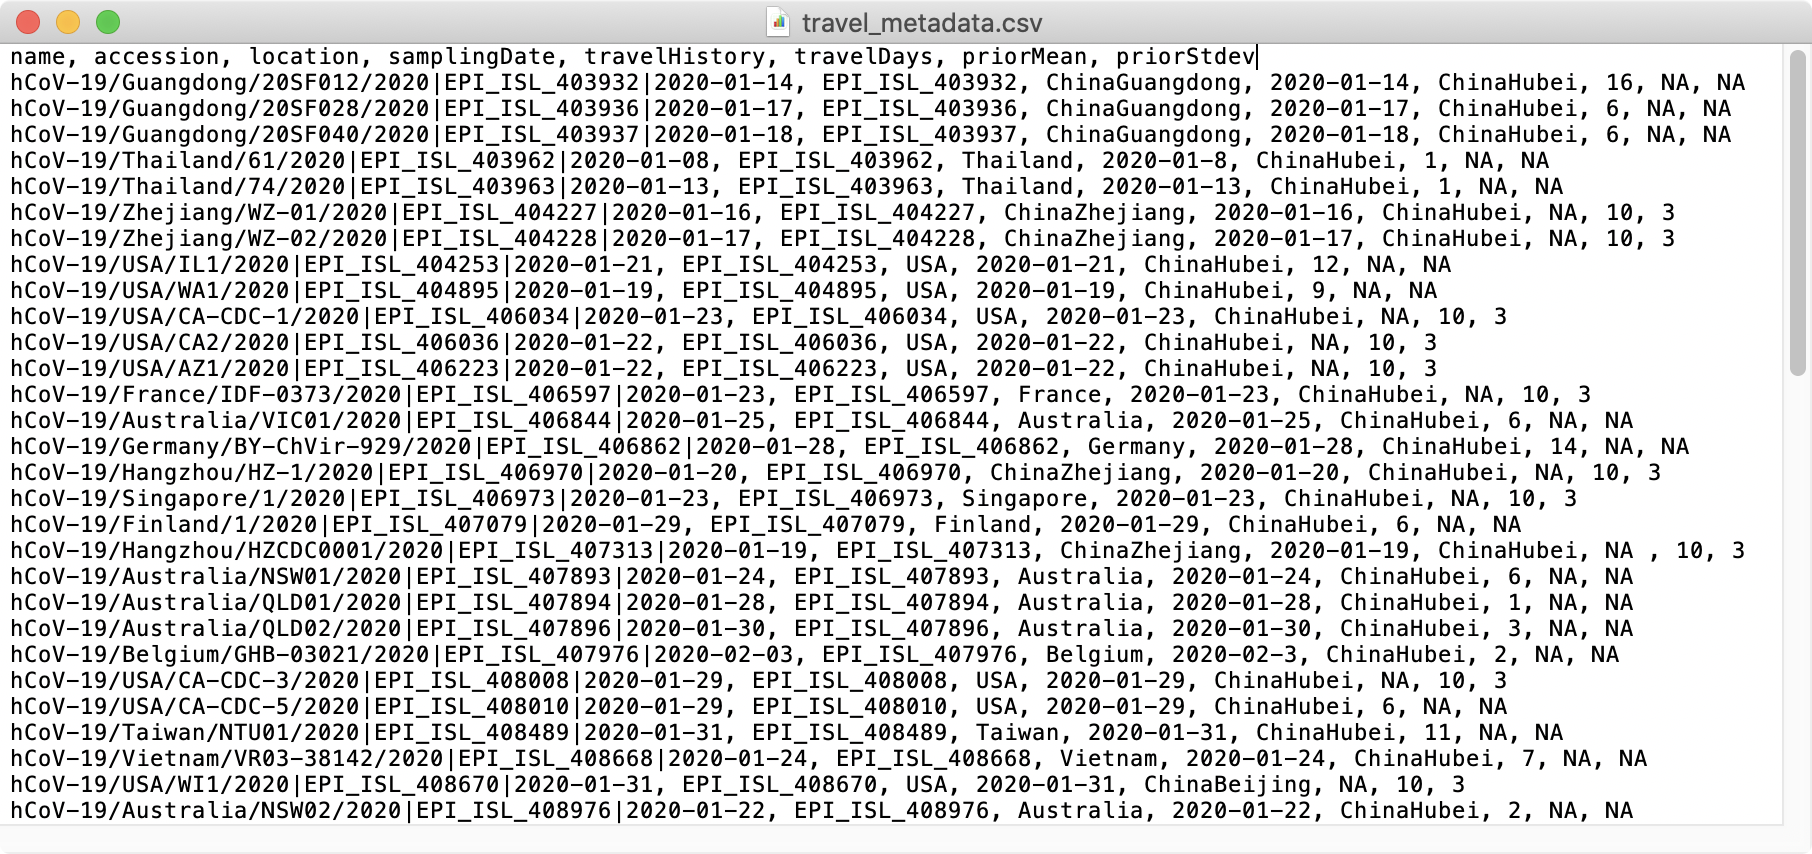 travel_metadata.csv
name, accession, location, samplingDate, travelHistory, travelDays, priorMean, priorStdev
hCoV-19/Guangdong/20SF012/2020|EPI_ISL_403932|2020-01-14, EPI_ISL_403932, ChinaGuangdong, 2020-01-14, ChinaHubei, 16, NA, NA
hCoV-19/Guangdong/20SF028/2020|EPI_ISL_403936|2020-01-17, EPI_ISL_403936, ChinaGuangdong, 2020-01-17, ChinaHubei, 6, NA, NA
hCoV-19/Guangdong/20SF040/2020|EPI_ISL_403937|2020-01-18, EPI_ISL_403937, ChinaGuangdong, 2020-01-18, ChinaHubei, 6, NA, NA
hCoV-19/Thailand/61/2020|EPI_ISL_403962|2020-01-08, EPI_ISL_403962, Thailand, 2020-01-8, ChinaHubei, 1, NA, NA
hCoV-19/Thailand/74/2020|EPI_ISL_403963|2020-01-13, EPI_ISL_403963, Thailand, 2020-01-13, ChinaHubei, 1, NA, NA
hCoV-19/Zhejiang/WZ-01/2020|EPI_ISL_404227|2020-01-16, EPI_ISL_404227, ChinaZhejiang, 2020-01-16, ChinaHubei, NA, 10, 3
hCoV-19/Zhejiang/WZ-02/2020|EPI_ISL_404228|2020-01-17, EPI_ISL_404228, ChinaZhejiang, 2020-01-17, ChinaHubei, NA, 10, 3
hCoV-19/USA/IL1/2020|EPI_ISL_404253|2020-01-21, EPI_ISL_404253, USA, 2020-01-21, ChinaHubei, 12, NA, NA
hCoV-19/USA/WA1/2020|EPI_ISL_404895|2020-01-19, EPI_ISL_404895, USA, 2020-01-19, ChinaHubei, 9, NA, NA
hCoV-19/USA/CA-CDC-1/2020|EPI_ISL_406034|2020-01-23, EPI_ISL_406034, USA, 2020-01-23, ChinaHubei, NA, 10, 3
hCoV-19/USA/CA2/2020|EPI_ISL_406036|2020-01-22, EPI_ISL_406036, USA, 2020-01-22, ChinaHubei, NA, 10, 3
hCoV-19/USA/AZ1/2020|EPI_ISL_406223|2020-01-22, EPI_ISL_406223, USA, 2020-01-22, ChinaHubei, NA, 10, 3
hCoV-19/France/IDF-0373/2020|EPI_ISL_406597|2020-01-23, EPI_ISL_406597, France, 2020-01-23, ChinaHubei, NA, 10, 3
hCoV-19/Australia/VIC01/2020|EPI_ISL_406844|2020-01-25, EPI_ISL_406844, Australia, 2020-01-25, ChinaHubei, 6, NA, NA
hCoV-19/Germany/BY-ChVir-929/2020|EPI_ISL_406862|2020-01-28, EPI_ISL_406862, Germany, 2020-01-28, ChinaHubei, 14, NA, NA
hCoV-19/Hangzhou/HZ-1/2020|EPI_ISL_406970|2020-01-20, EPI_ISL_406970, ChinaZhejiang, 2020-01-20, ChinaHubei, NA, 10, 3
hCoV-19/Singapore/1/2020|EPI_ISL_406973|2020-01-23, EPI_ISL_406973, Singapore, 2020-01-23, ChinaHubei, NA, 10, 3
hCoV-19/Finland/1/2020|EPI_ISL_407079|2020-01-29, EPI_ISL_407079, Finland, 2020-01-29, ChinaHubei, 6, NA, NA
hCoV-19/Hangzhou/HZCDC0001/2020|EPI_ISL_407313|2020-01-19, EPI_ISL_407313, ChinaZhejiang, 2020-01-19, ChinaHubei, NA , 10, 3
hCoV-19/Australia/NSW01/2020|EPI_ISL_407893|2020-01-24, EPI_ISL_407893, Australia, 2020-01-24, ChinaHubei, 6, NA, NA
hCoV-19/Australia/QLD01/2020|EPI_ISL_407894|2020-01-28, EPI_ISL_407894, Australia, 2020-01-28, ChinaHubei, 1, NA, NA
hCoV-19/Australia/QLD02/2020|EPI_ISL_407896|2020-01-30, EPI_ISL_407896, Australia, 2020-01-30, ChinaHubei, 3, NA, NA
hCoV-19/Belgium/GHB-03021/2020|EPI_ISL_407976|2020-02-03, EPI_ISL_407976, Belgium, 2020-02-3, ChinaHubei, 2, NA, NA
hCoV-19/USA/CA-CDC-3/2020|EPI_ISL_408008|2020-01-29, EPI_ISL_408008, USA, 2020-01-29, ChinaHubei, NA, 10, 3
hCoV-19/USA/CA-CDC-5/2020|EPI_ISL_408010|2020-01-29, EPI_ISL_408010, USA, 2020-01-29, ChinaHubei, 6, NA, NA
hCoV-19/Taiwan/NTU01/2020|EPI_ISL_408489|2020-01-31, EPI_ISL_408489, Taiwan, 2020-01-31, ChinaHubei, 11, NA, NA
hCoV-19/Vietnam/VR03-38142/2020|EPI_ISL_408668|2020-01-24, EPI_ISL_408668, Vietnam, 2020-01-24, ChinaHubei, 7, NA, NA
hCoV-19/USA/WI1/2020|EPI_ISL_408670|2020-01-31, EPI_ISL_408670, USA, 2020-01-31, ChinaBeijing, NA, 10, 3
hCoV-19/Australia/NSW02/2020|EPI_ISL_408976|2020-01-22, EPI_ISL_408976, Australia, 2020-01-22, ChinaHubei, 2, NA, NA